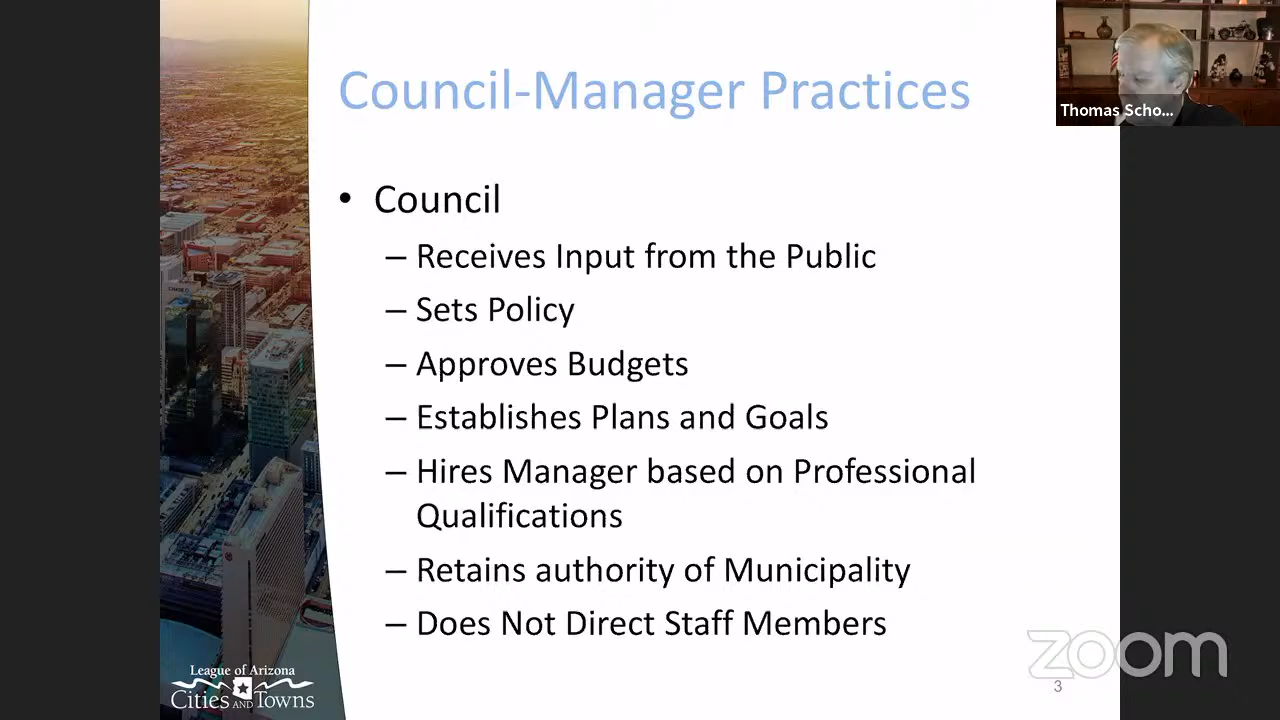 Council-Manager Practices
Thomas Scho...
• Council
– Receives Input from the Public
– Sets Policy
– Approves Budgets
– Establishes Plans and Goals
– Hires Manager based on Professional
Qualifications
– Retains authority of Municipality
– Does Not Direct Staff Members
League of Arizona
Cities AND Towns
zoom
3